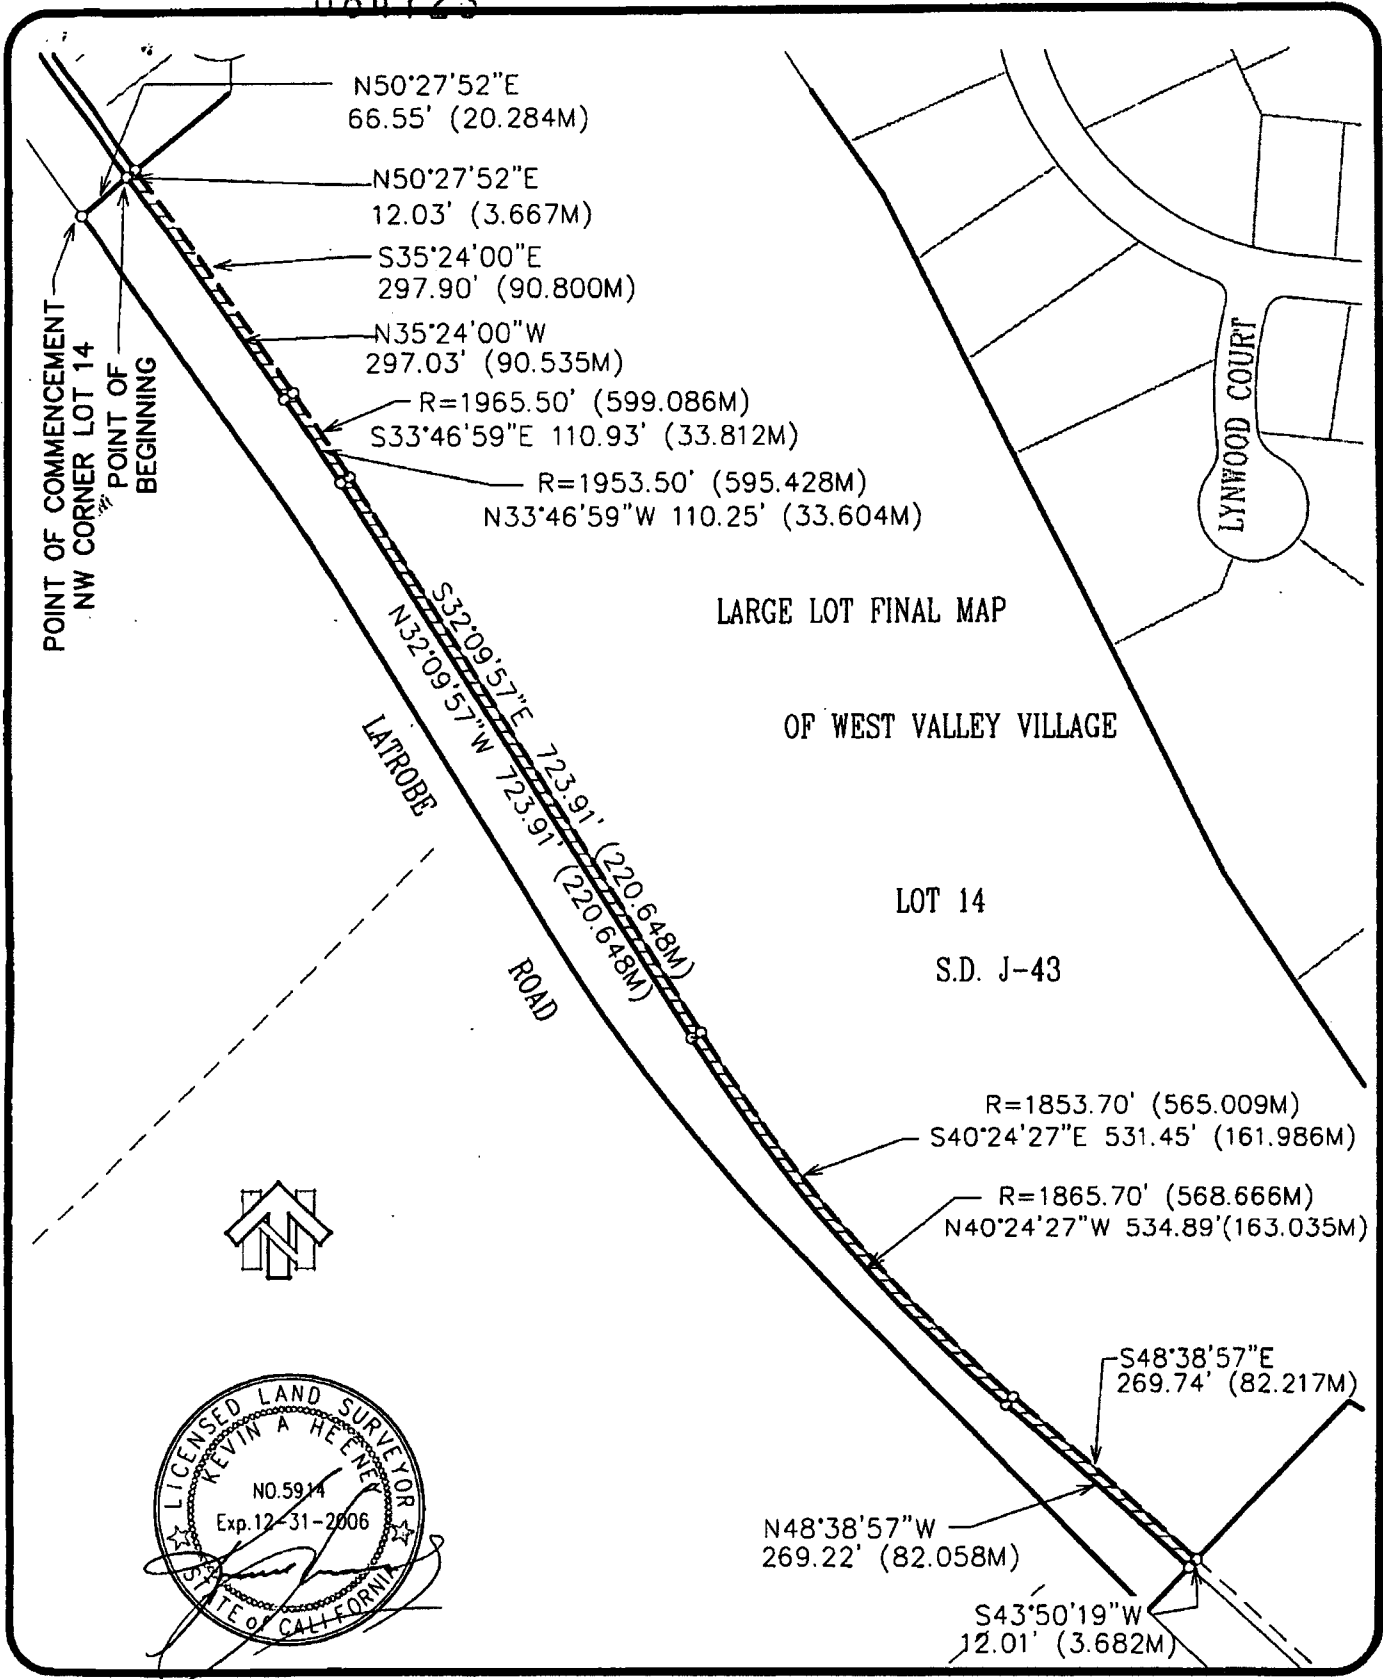 N50°27'52"E
66.55' (20.284M)
N50°27'52"E
12.03' (3.667M)
S35°24'00"E
297.90' (90.800M)
N35°24'00"W
297.03' (90.535M)
R=1965.50' (599.086M)
S33°46'59"E 110.93' (33.812M)
R=1953.50' (595.428M)
N33°46'59"W 110.25' (33.604M)
POINT OF COMMENCEMENT
NW CORNER LOT 14
POINT OF
BEGINNING
LYNWOOD COURT
S32°09'57"E 723.91' (220.648M)
N32°09'57"W 723.91' (220.648M)
LARGE LOT FINAL MAP
OF WEST VALLEY VILLAGE
LATROBE
ROAD
LOT 14
S.D. J-43
R=1853.70' (565.009M)
S40°24'27"E 531.45' (161.986M)
R=1865.70' (568.666M)
N40°24'27"W 534.89'(163.035M)
N
S48°38'57"E
269.74' (82.217M)
N48°38'57"W
269.22' (82.058M)
S43°50'19"W
12.01' (3.682M)
LICENSED LAND SURVEYOR
KEVIN A HEENEY
NO.5914
Exp.12-31-2006
STATE of CALIFORNIA